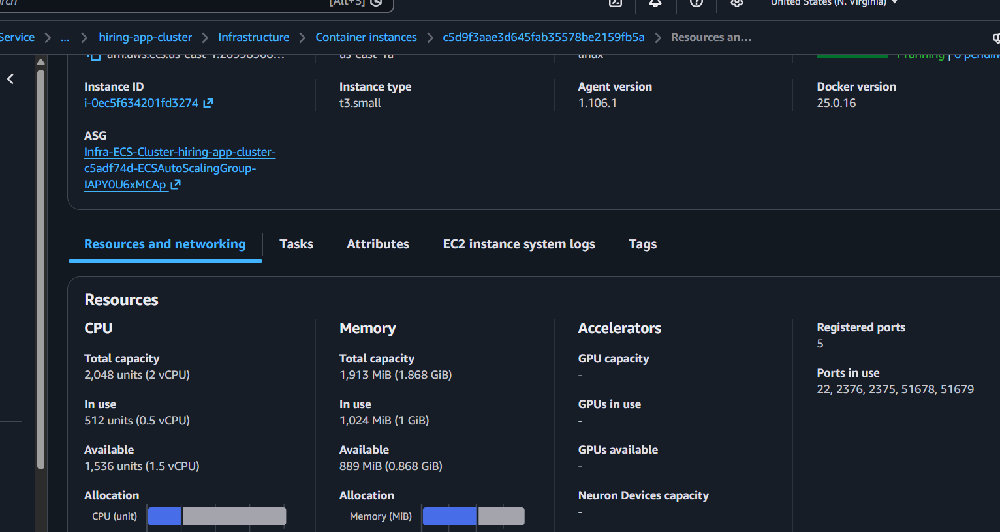 [Alt+S]
United States (N. Virginia)
Service
...
hiring-app-cluster
Infrastructure
Container instances
c5d9f3aae3d645fab35578be2159fb5a
Resources an...
us-east-1a
linux
1 running | 0
Instance ID
i-0ec5f634201fd3274
Instance type
t3.small
Agent version
1.106.1
Docker version
25.0.16
ASG
Infra-ECS-Cluster-hiring-app-cluster-
c5adf74d-ECSAutoScalingGroup-
IAPY0U6xMCAp
Resources and networking
Tasks
Attributes
EC2 instance system logs
Tags
Resources
CPU
Total capacity
2,048 units (2 vCPU)
In use
512 units (0.5 vCPU)
Available
1,536 units (1.5 vCPU)
Allocation
CPU (unit)
Memory
Total capacity
1,913 MiB (1.868 GiB)
In use
1,024 MiB (1 GiB)
Available
889 MiB (0.868 GiB)
Allocation
Memory (MiB)
Accelerators
GPU capacity
-
GPUs in use
-
GPUs available
-
Neuron Devices capacity
-
Registered ports
5
Ports in use
22, 2376, 2375, 51678, 51679